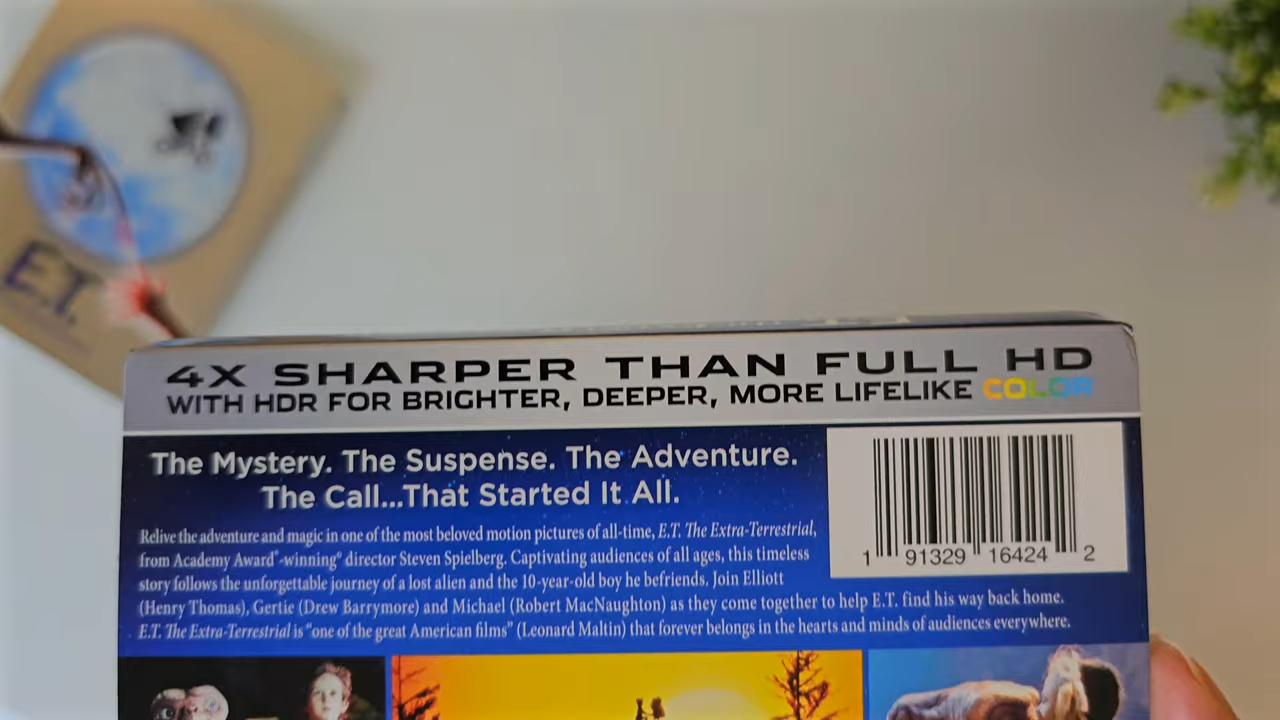 E.T.
4X SHARPER THAN FULL HD
WITH HDR FOR BRIGHTER, DEEPER, MORE LIFELIKE COLOR
The Mystery. The Suspense. The Adventure.
The Call...That Started It All.
Relive the adventure and magic in one of the most beloved motion pictures of all-time, E.T. The Extra-Terrestrial,
from Academy Award®-winning® director Steven Spielberg. Captivating audiences of all ages, this timeless
story follows the unforgettable journey of a lost alien and the 10-year-old boy he befriends. Join Elliott
(Henry Thomas), Gertie (Drew Barrymore) and Michael (Robert MacNaughton) as they come together to help E.T. find his way back home.
E.T. The Extra-Terrestrial is "one of the great American films" (Leonard Maltin) that forever belongs in the hearts and minds of audiences everywhere.
1 91329 16424 2